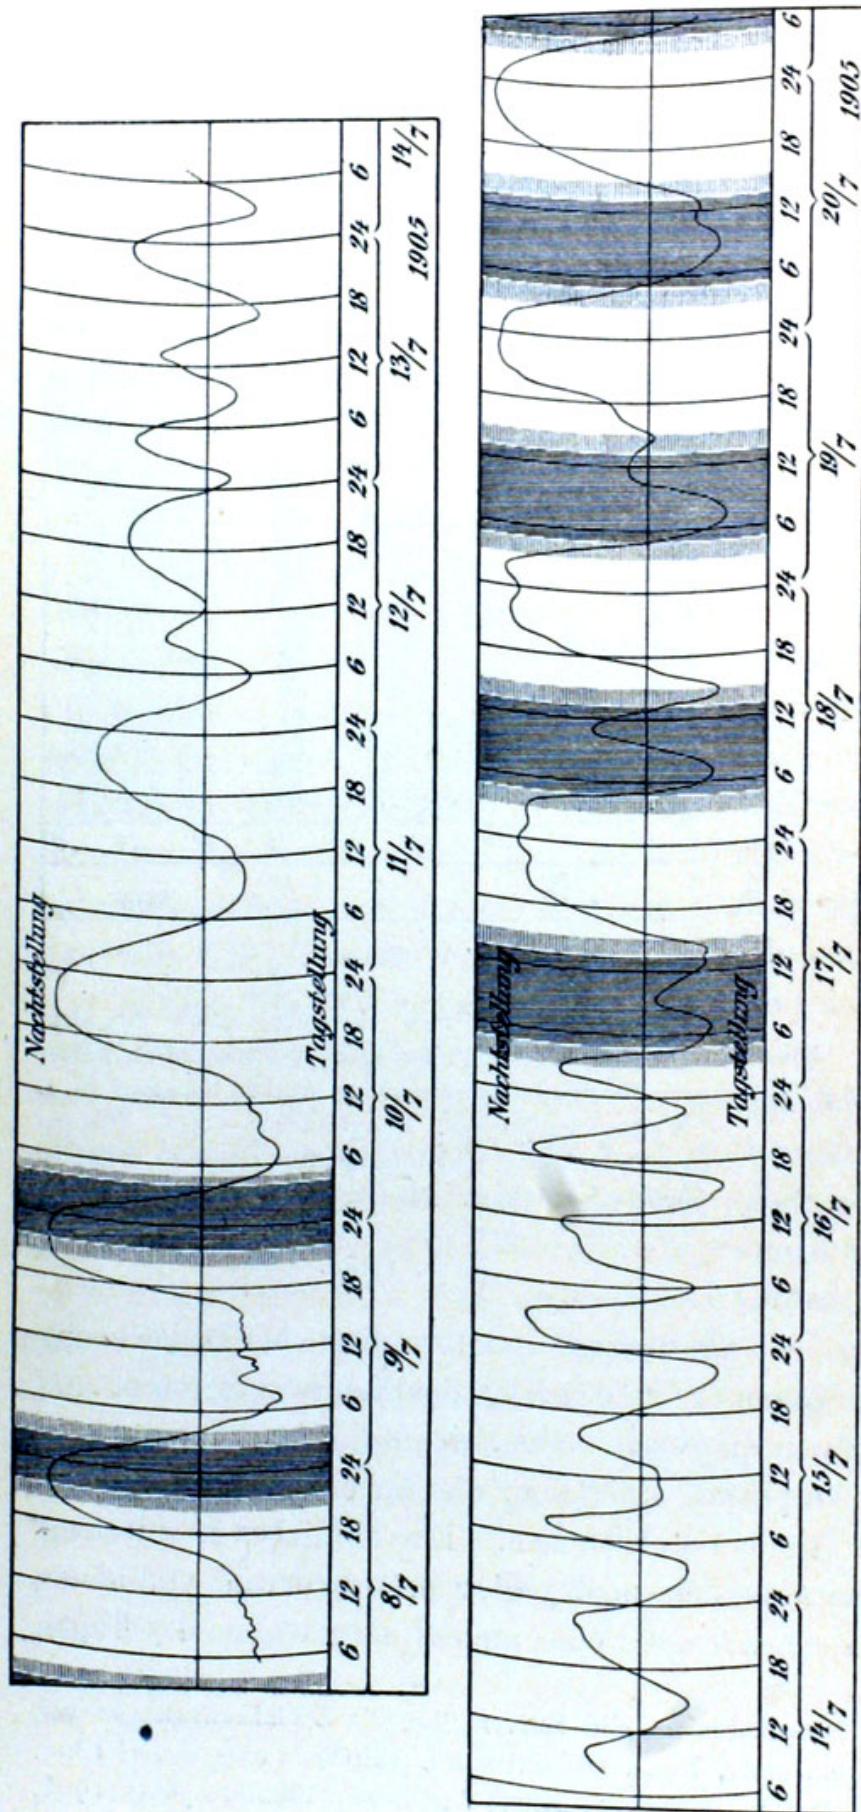 Nachtstellung
Tagstellung
6 12 18 24 6 12 18 24 6 12 18 24 6 12 18 24 6 12 18 24 6 12 18 24 6
8/7 9/7 10/7 11/7 12/7 13/7 1905 14/7
Nachtstellung
Tagstellung
6 12 18 24 6 12 18 24 6 12 18 24 6 12 18 24 6 12 18 24 6 12 18 24 6 12 18 24 6
14/7 15/7 16/7 17/7 18/7 19/7 20/7 1905